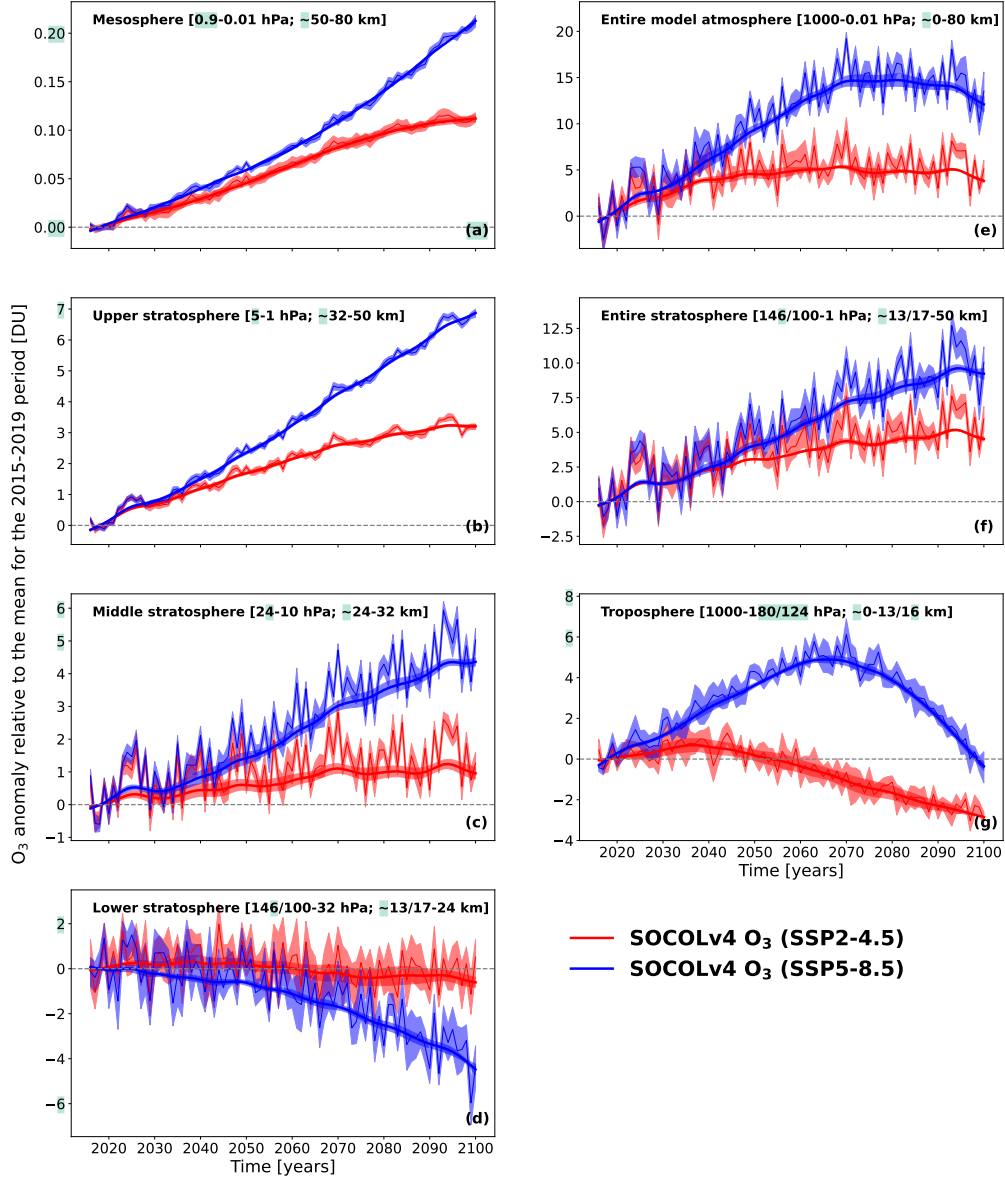 O₃ anomaly relative to the mean for the 2015-2019 period [DU]
Mesosphere [0.9-0.01 hPa; ~50-80 km]
0.20
0.15
0.10
0.05
0.00
(a)
Upper stratosphere [5-1 hPa; ~32-50 km]
7
6
5
4
3
2
1
0
(b)
Middle stratosphere [24-10 hPa; ~24-32 km]
6
5
4
3
2
1
0
−1
(c)
Lower stratosphere [146/100-32 hPa; ~13/17-24 km]
2
0
−2
−4
−6
(d)
2020 2030 2040 2050 2060 2070 2080 2090 2100
Time [years]
Entire model atmosphere [1000-0.01 hPa; ~0-80 km]
20
15
10
5
0
(e)
Entire stratosphere [146/100-1 hPa; ~13/17-50 km]
12.5
10.0
7.5
5.0
2.5
0.0
−2.5
(f)
Troposphere [1000-180/124 hPa; ~0-13/16 km]
8
6
4
2
0
−2
−4
(g)
2020 2030 2040 2050 2060 2070 2080 2090 2100
Time [years]
SOCOLv4 O₃ (SSP2-4.5)
SOCOLv4 O₃ (SSP5-8.5)